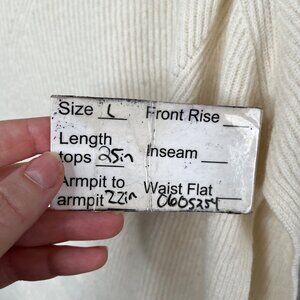 Size L Front Rise
Length
tops 25in Inseam
Armpit to Waist Flat
armpit 22in 0605254